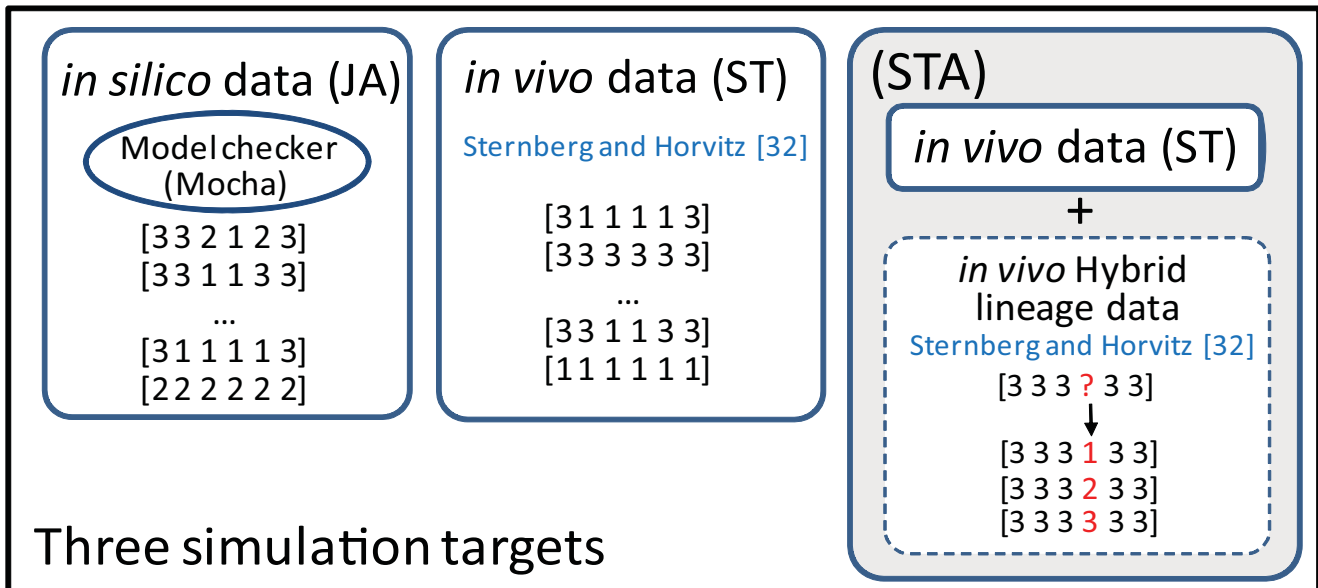 in silico data (JA)
Model checker
(Mocha)
[3 3 2 1 2 3]
[3 3 1 1 3 3]
...
[3 1 1 1 1 3]
[2 2 2 2 2 2]
in vivo data (ST)
Sternberg and Horvitz [32]
[3 1 1 1 1 3]
[3 3 3 3 3 3]
...
[3 3 1 1 3 3]
[1 1 1 1 1 1]
(STA)
in vivo data (ST)
+
in vivo Hybrid
lineage data
Sternberg and Horvitz [32]
[3 3 3 ? 3 3]
[3 3 3 1 3 3]
[3 3 3 2 3 3]
[3 3 3 3 3 3]
Three simulation targets